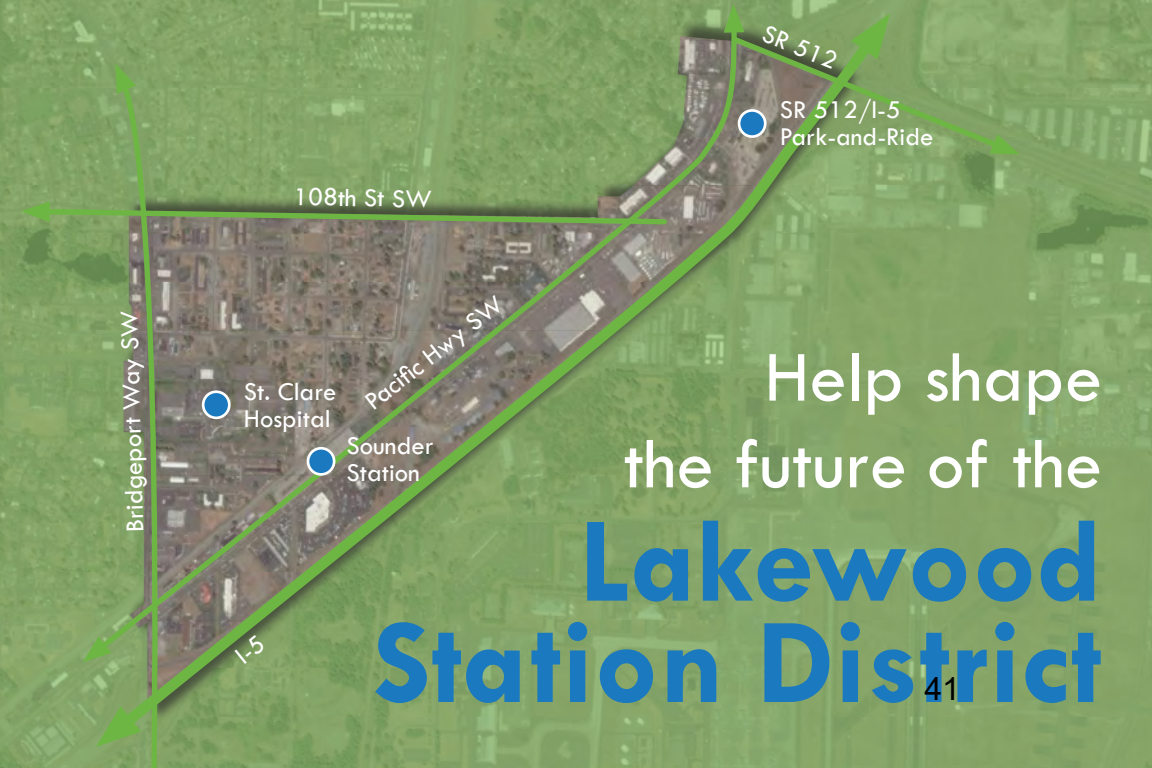 SR 512
SR 512/I-5
Park-and-Ride
108th St SW
Bridgeport Way SW
Pacific Hwy SW
St. Clare
Hospital
Sounder
Station
I-5
Help shape
the future of the
Lakewood
Station District
41